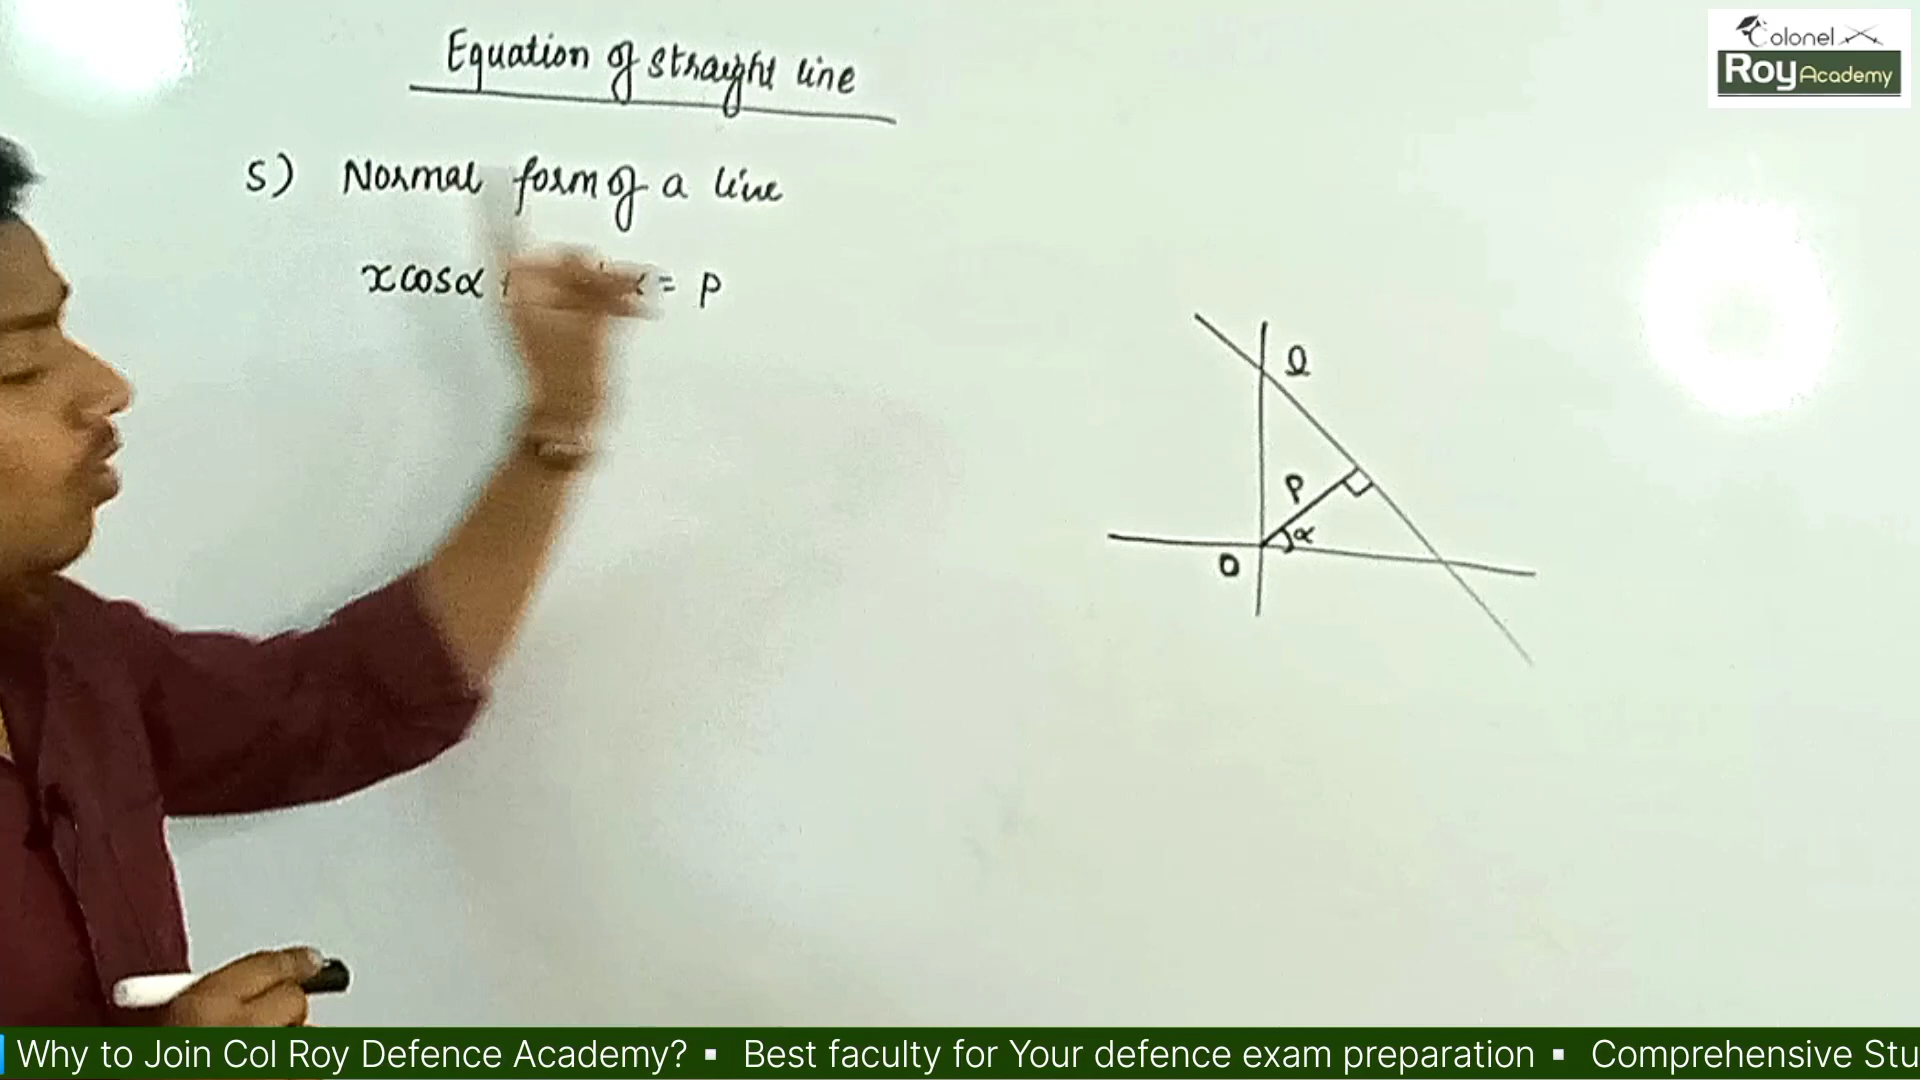 Equation of straight line
5) Normal form of a line
x cosα = P
Q
P
α
O
Colonel
Roy Academy
Why to Join Col Roy Defence Academy? ▪ Best faculty for Your defence exam preparation ▪ Comprehensive Stu